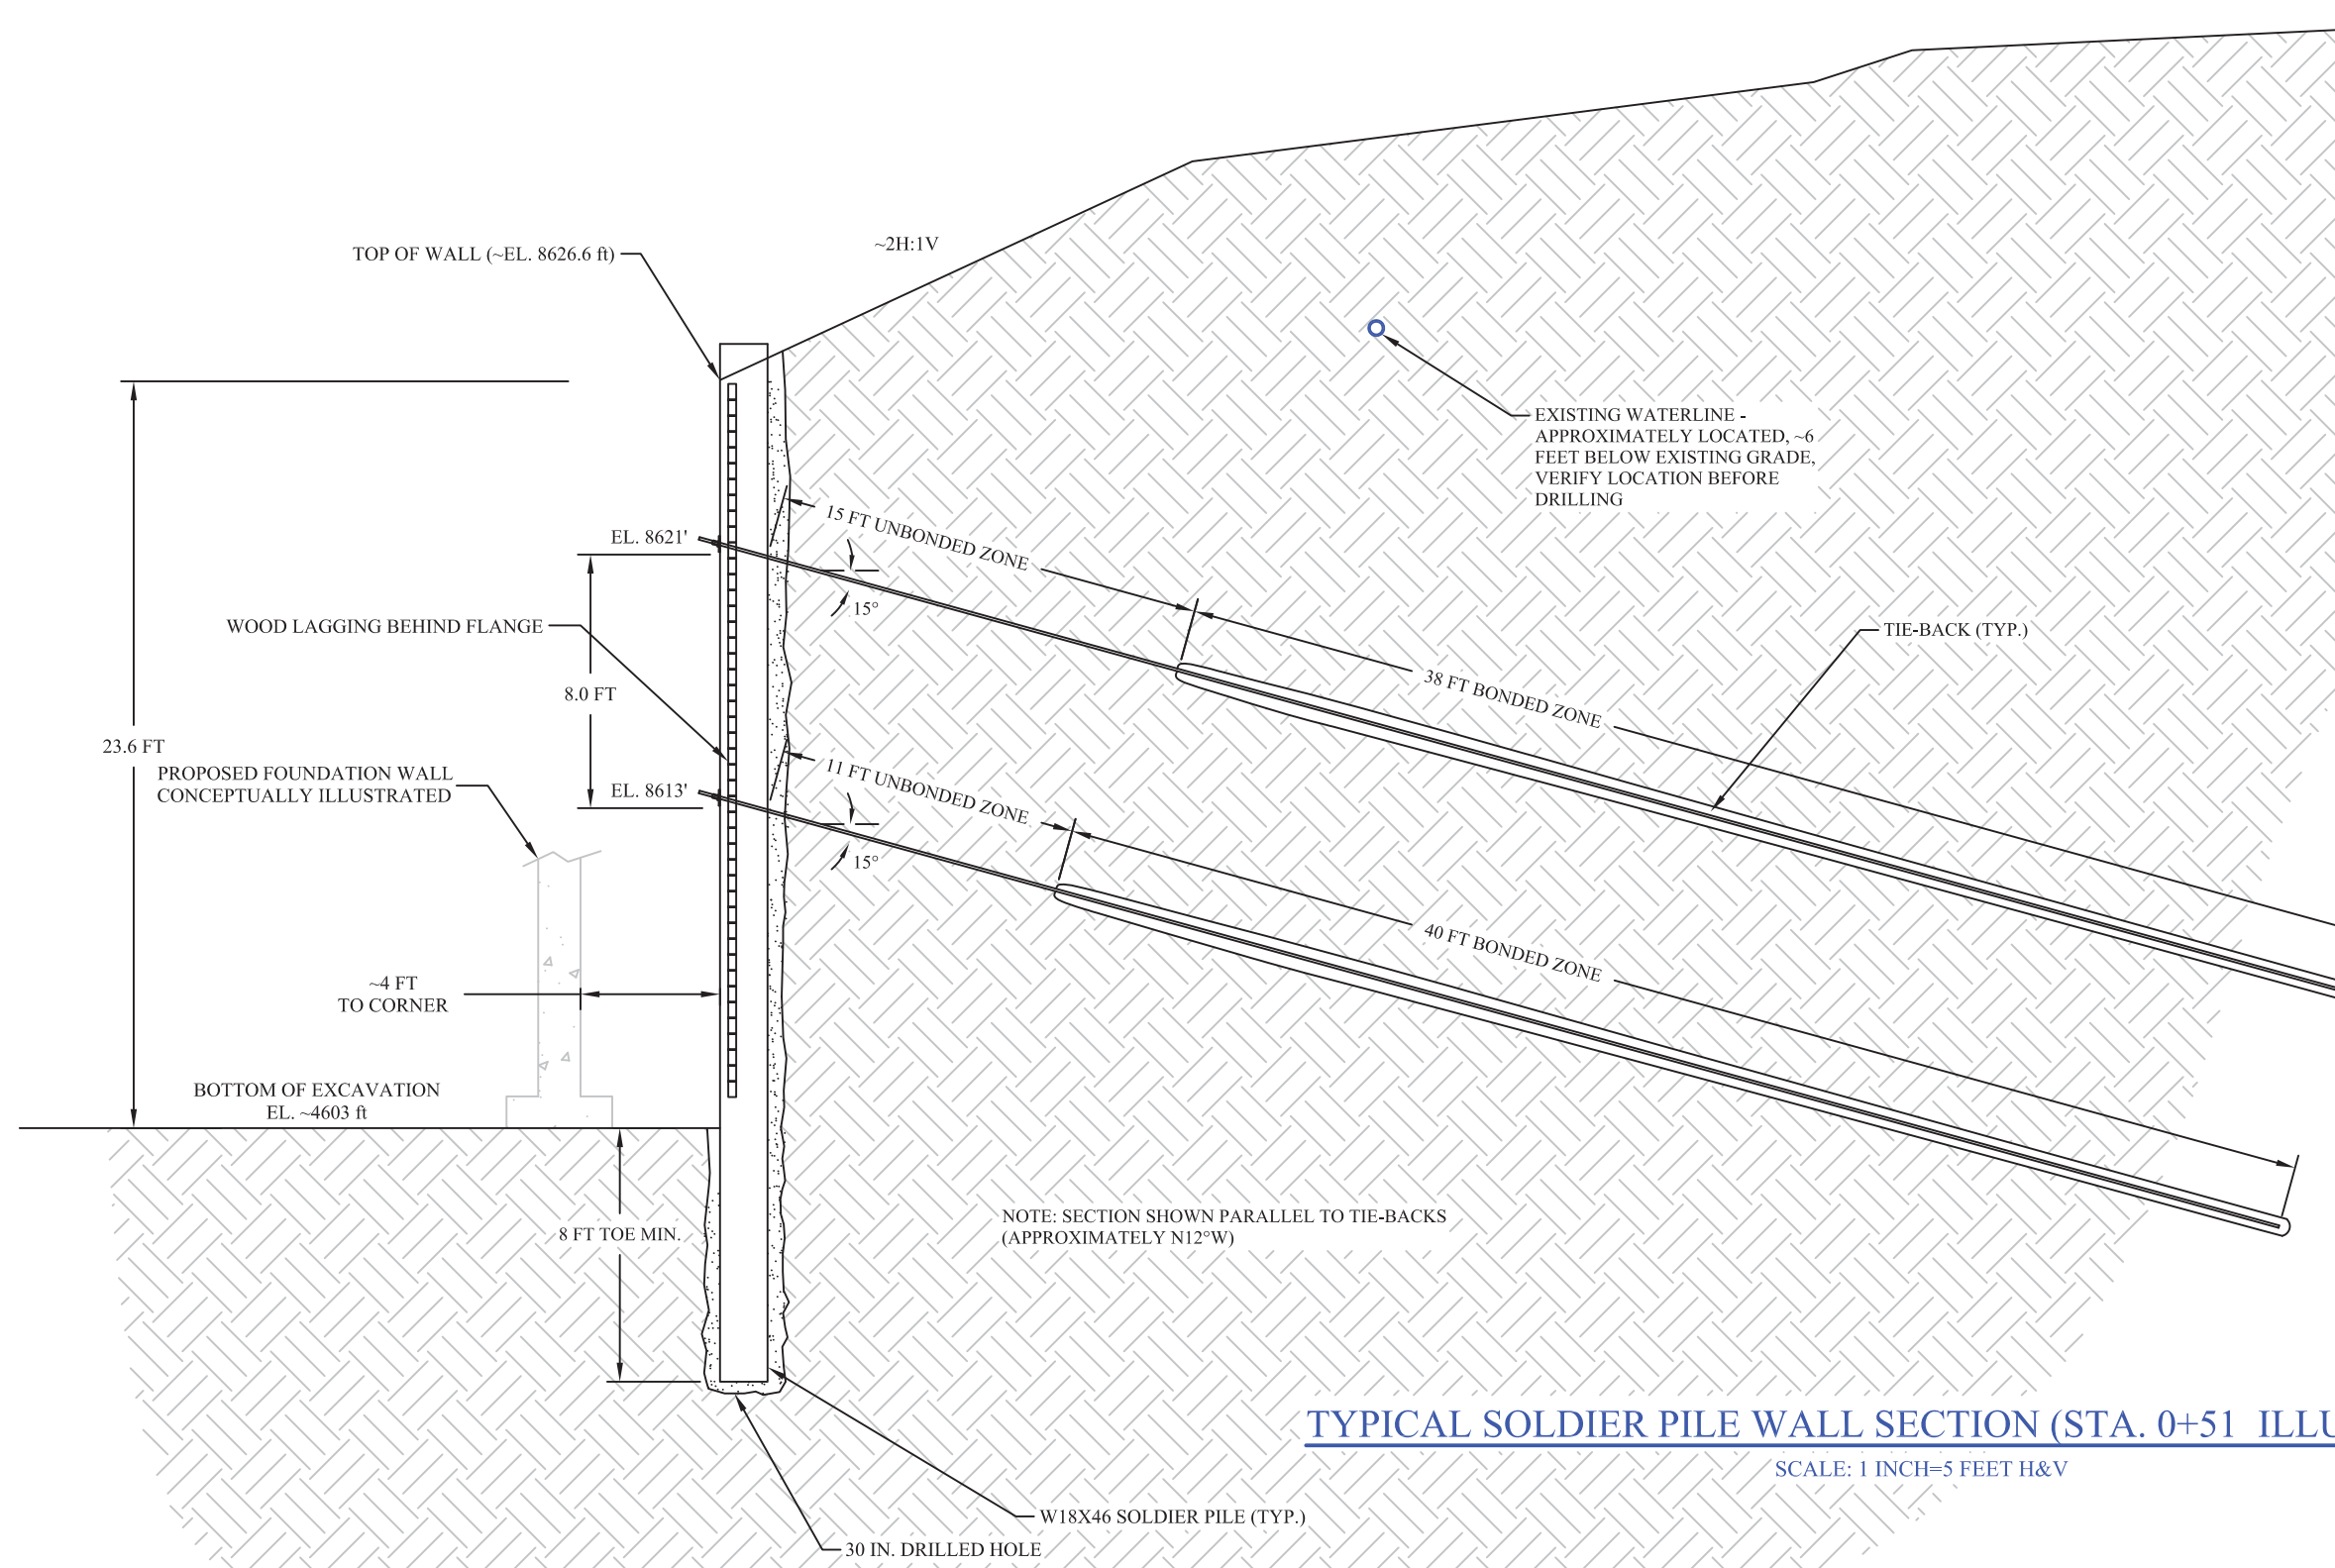 ~2H:1V
TOP OF WALL (~EL. 8626.6 ft)
EXISTING WATERLINE -
APPROXIMATELY LOCATED, ~6
FEET BELOW EXISTING GRADE,
VERIFY LOCATION BEFORE
DRILLING
15 FT UNBONDED ZONE
EL. 8621'
15°
WOOD LAGGING BEHIND FLANGE
TIE-BACK (TYP.)
38 FT BONDED ZONE
8.0 FT
23.6 FT
PROPOSED FOUNDATION WALL
CONCEPTUALLY ILLUSTRATED
11 FT UNBONDED ZONE
EL. 8613'
15°
40 FT BONDED ZONE
~4 FT
TO CORNER
BOTTOM OF EXCAVATION
EL. ~4603 ft
8 FT TOE MIN.
NOTE: SECTION SHOWN PARALLEL TO TIE-BACKS
(APPROXIMATELY N12°W)
TYPICAL SOLDIER PILE WALL SECTION (STA. 0+51 ILLU
SCALE: 1 INCH=5 FEET H&V
W18X46 SOLDIER PILE (TYP.)
30 IN. DRILLED HOLE